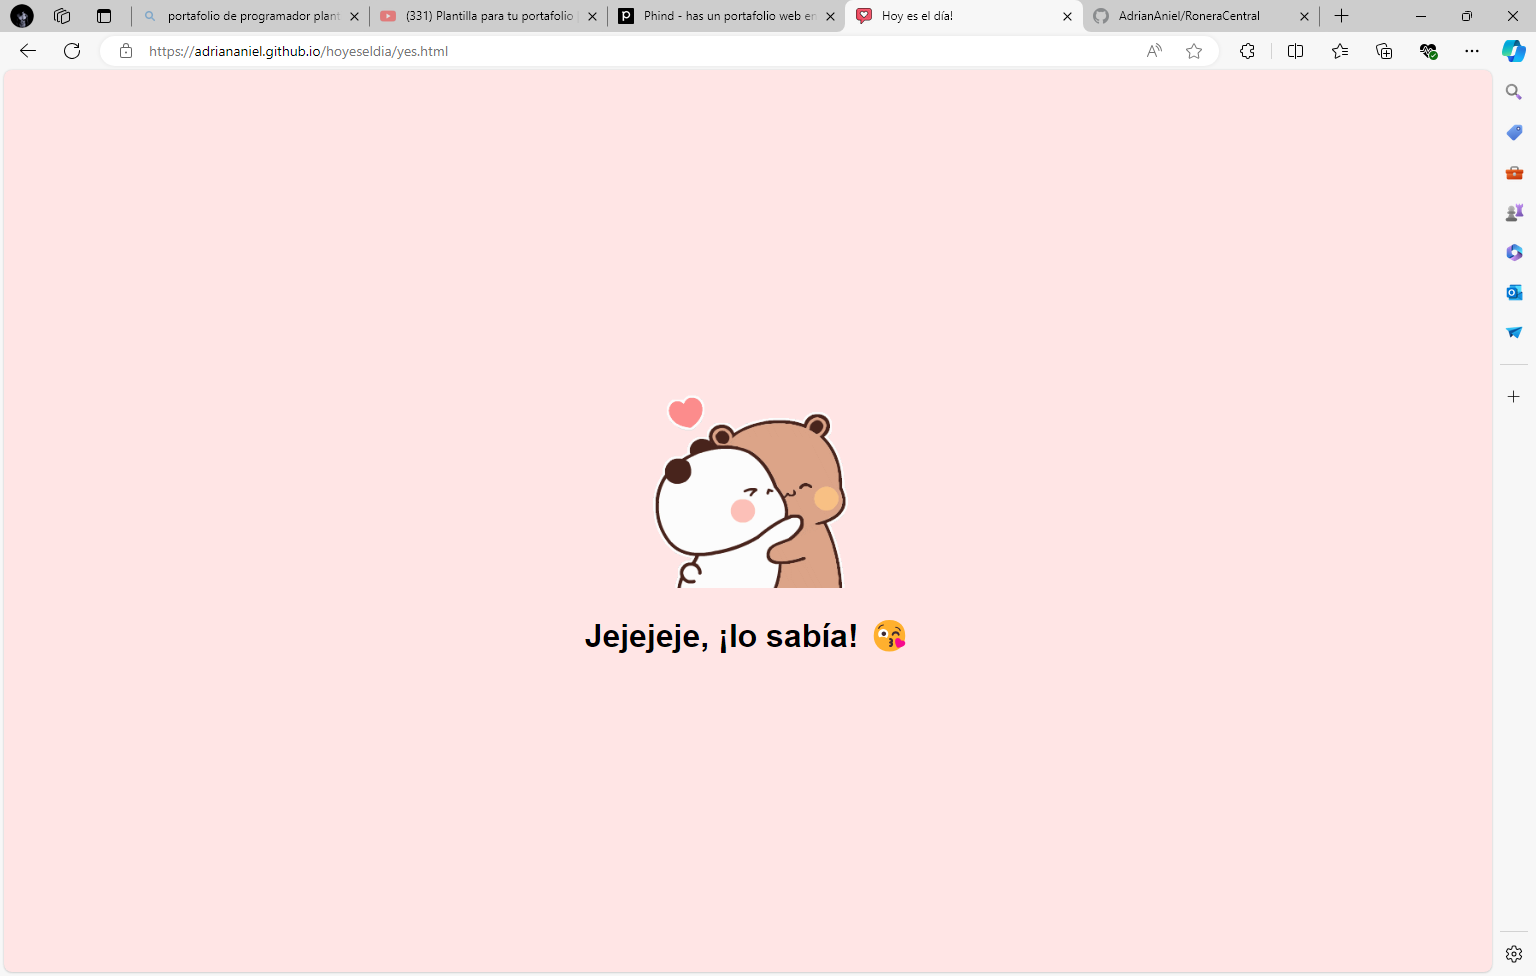 portafolio de programador plant
(331) Plantilla para tu portafolio
Phind - has un portafolio web en
Hoy es el día!
AdrianAniel/RoneraCentral
https://adriananiel.github.io/hoyeseldia/yes.html
Jejejeje, ¡lo sabía! 😘